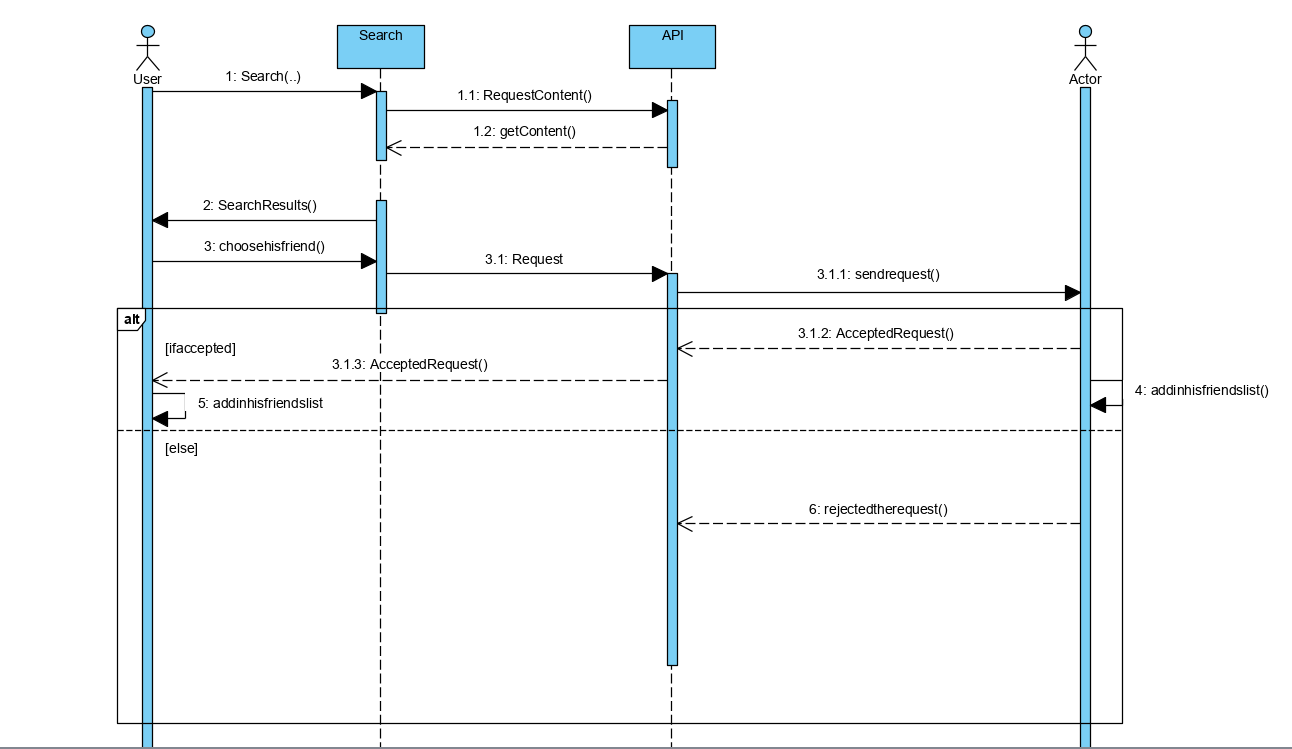 Search
API
User
Actor
1: Search(..)
1.1: RequestContent()
1.2: getContent()
2: SearchResults()
3: choosehisfriend()
3.1: Request
3.1.1: sendrequest()
alt
3.1.2: AcceptedRequest()
[ifaccepted]
3.1.3: AcceptedRequest()
4: addinhisfriendslist()
5: addinhisfriendslist
[else]
6: rejectedtherequest()